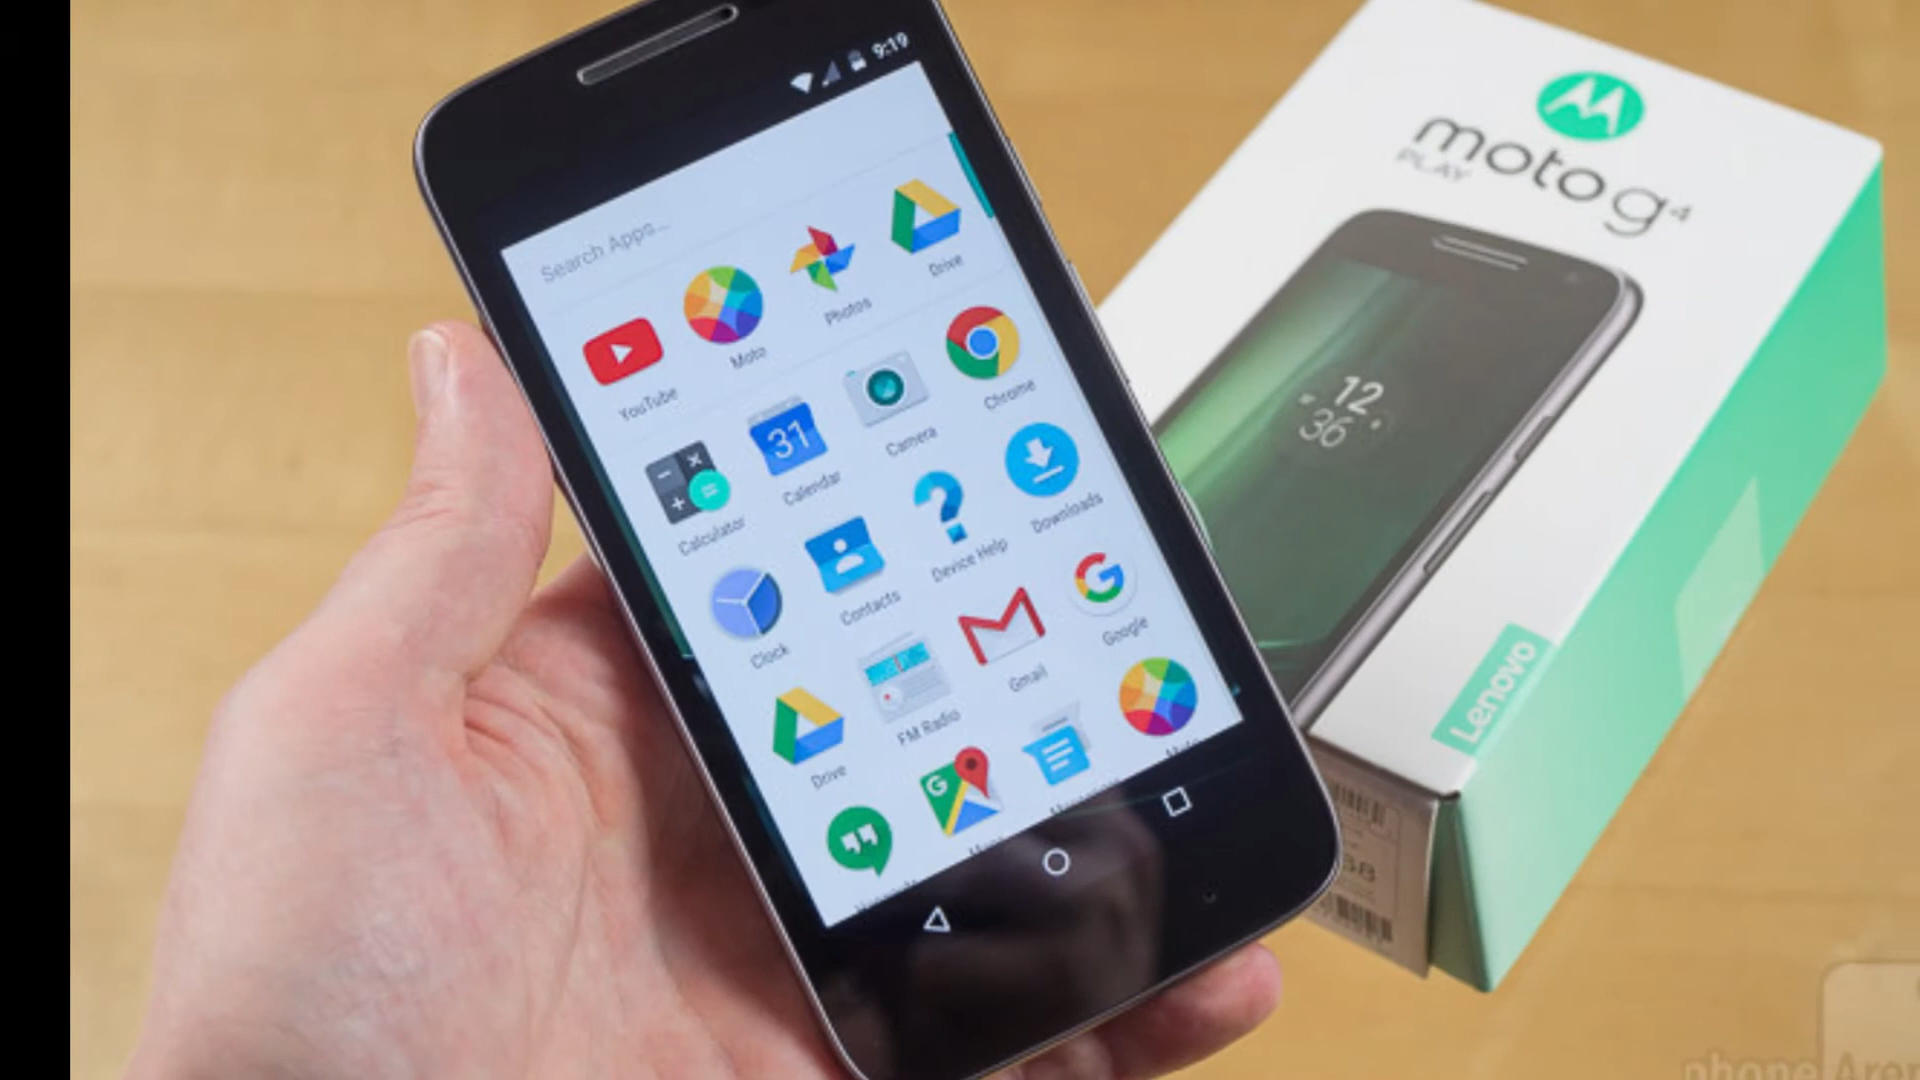 9:19
Search Apps...
YouTube
Moto
Photos
Drive
Calculator
31
Calendar
Camera
Chrome
Clock
Contacts
Device Help
Downloads
Drive
FM Radio
Gmail
G
Google
G
moto g4
PLAY
12
36
Lenovo
phoneAren